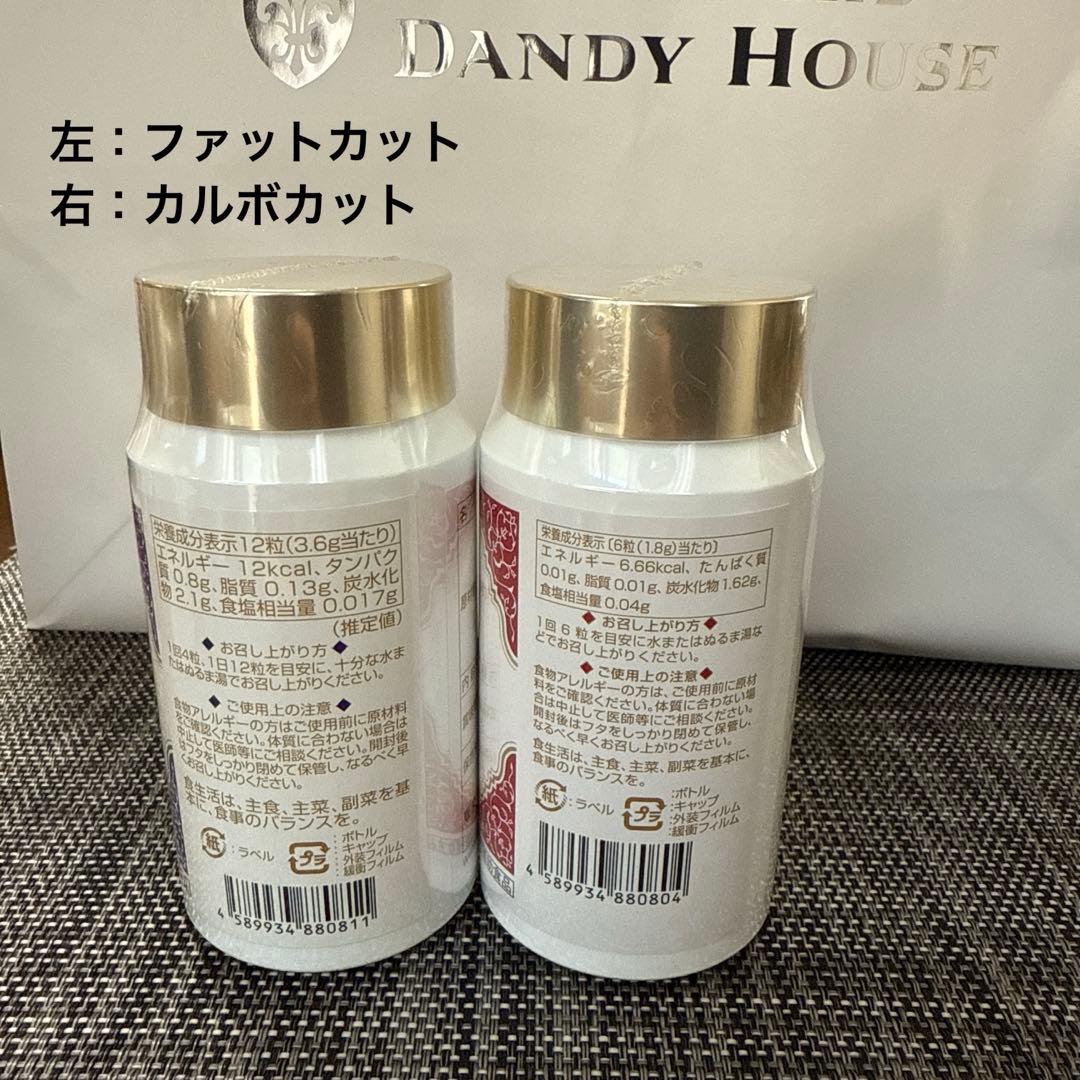 DANDY HOUSE
左：ファットカット
右：カルボカット
栄養成分表示12粒(3.6g当たり)
エネルギー 12kcal、タンパク
質 0.8g、脂質 0.13g、炭水化
物 2.1g、食塩相当量 0.017g
(推定値)
◆ お召し上がり方 ◆
1回4粒、1日12粒を目安に、十分な水ま
たはぬるま湯でお召し上がりください。
◆ ご使用上の注意 ◆
食物アレルギーの方はご使用前に原材料
をご確認ください。体質に合わない場合は
中止して医師等にご相談ください。開封後
はフタをしっかり閉めて保管し、なるべく早
くお召し上がりください。
食生活は、主食、主菜、副菜を基
本に、食事のバランスを。
紙 : ラベル
プラ
: ボトル
: キャップ
: 外装フィルム
: 緩衝フィルム
4 589934 880811
栄養成分表示〔6粒(1.8g)当たり〕
エネルギー 6.66kcal、たんぱく質
0.01g、脂質 0.01g、炭水化物 1.62g、
食塩相当量 0.04g
◆ お召し上がり方 ◆
1回 6 粒を目安に水またはぬるま湯な
どでお召し上がりください。
◆ ご使用上の注意 ◆
食物アレルギーの方は、ご使用前に原材
料をご確認ください。体質に合わない場
合は中止して医師等にご相談ください。
開封後はフタをしっかり閉めて保管し、
なるべく早くお召し上がりください。
食生活は、主食、主菜、副菜を基本に、
食事のバランスを。
紙 : ラベル
プラ
: ボトル
: キャップ
: 外装フィルム
: 緩衝フィルム
4 589934 880804